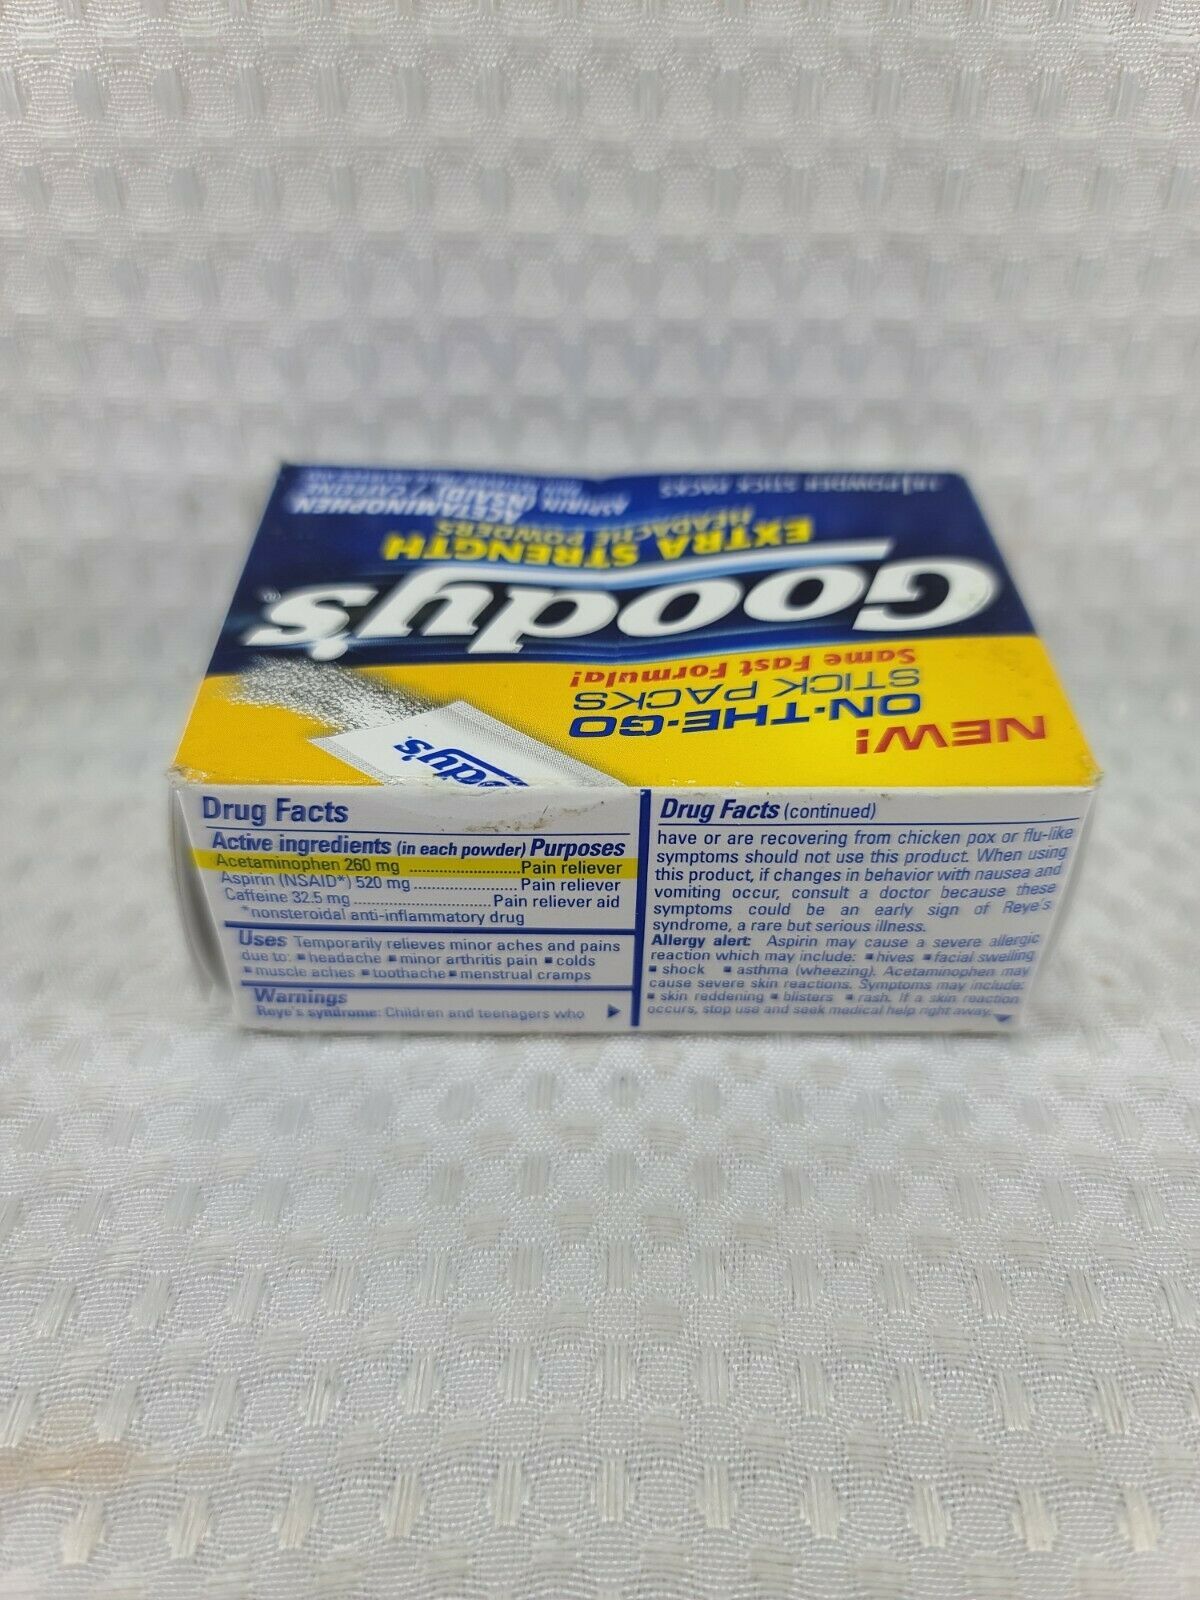 NEW!
ON-THE-GO
STICK PACKS
Same Fast Formula!
Goody's®
EXTRA STRENGTH
HEADACHE POWDERS
ACETAMINOPHEN
ASPIRIN (NSAID) / CAFFEINE
POWDER STICK PACKS
oody's.
Drug Facts
Active ingredients (in each powder) Purposes
Acetaminophen 260 mg ............................Pain reliever
Aspirin (NSAID*) 520 mg ..........................Pain reliever
Caffeine 32.5 mg ..................................Pain reliever aid
*nonsteroidal anti-inflammatory drug
Uses Temporarily relieves minor aches and pains
due to: ■ headache ■ minor arthritis pain ■ colds
■ muscle aches ■ toothache ■ menstrual cramps
Warnings
Reye's syndrome: Children and teenagers who ▶
Drug Facts (continued)
have or are recovering from chicken pox or flu-like
symptoms should not use this product. When using
this product, if changes in behavior with nausea and
vomiting occur, consult a doctor because these
symptoms could be an early sign of Reye's
syndrome, a rare but serious illness.
Allergy alert: Aspirin may cause a severe allergic
reaction which may include: ■ hives ■ facial swelling
■ shock ■ asthma (wheezing). Acetaminophen may
cause severe skin reactions. Symptoms may include:
■ skin reddening ■ blisters ■ rash. If a skin reaction
occurs, stop use and seek medical help right away.